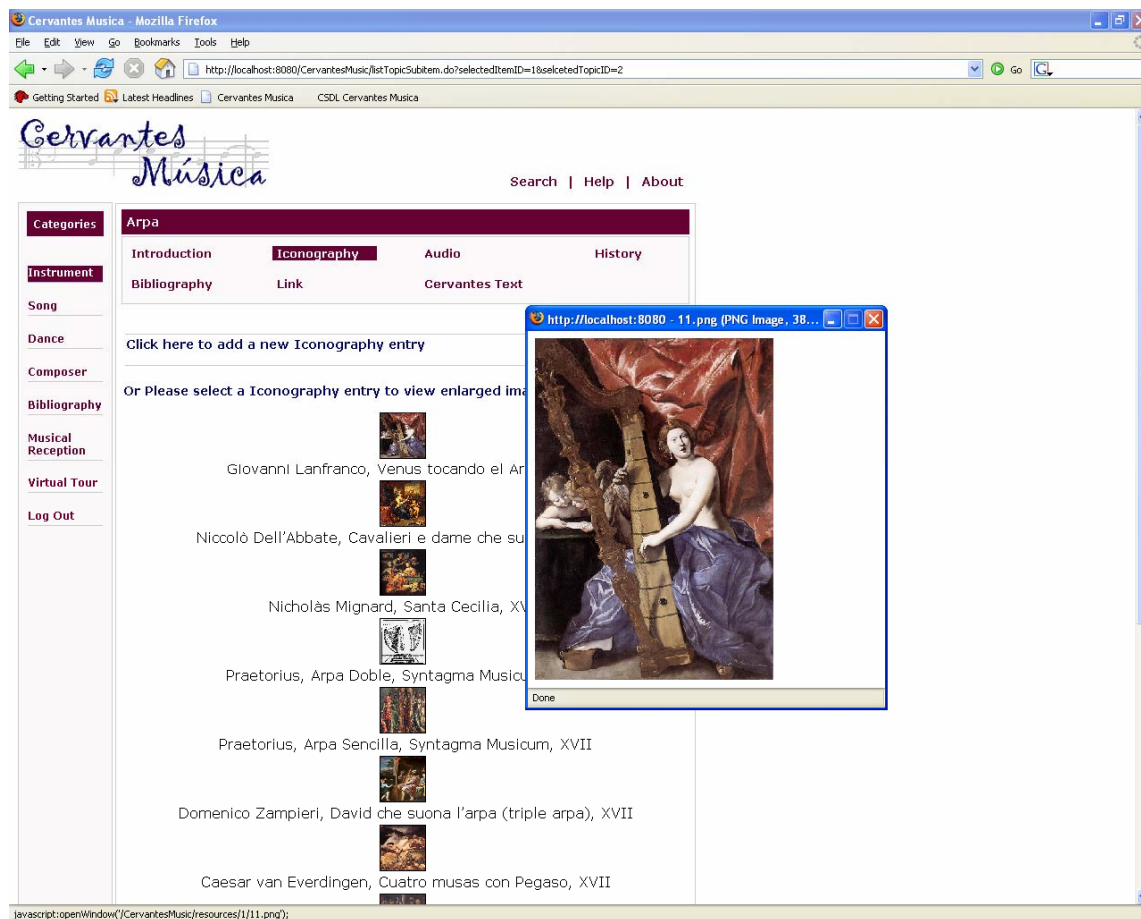 Cervantes Musica - Mozilla Firefox
File Edit View Go Bookmarks Tools Help
http://localhost:8080/CervantesMusic/listTopicSubitem.do?selectedItemID=1&selcetedTopicID=2
Go
Getting Started Latest Headlines Cervantes Musica CSDL Cervantes Musica
Cervantes
Música
Search | Help | About
Categories
Instrument
Song
Dance
Composer
Bibliography
Musical
Reception
Virtual Tour
Log Out
Arpa
Introduction Iconography Audio History
Bibliography Link Cervantes Text
Click here to add a new Iconography entry
Or Please select a Iconography entry to view enlarged
Giovanni Lanfranco, Venus tocando el
Niccolò Dell'Abbate, Cavalieri e dame che
Nicholàs Mignard, Santa Cecilia,
Praetorius, Arpa Doble, Syntagma
Praetorius, Arpa Sencilla, Syntagma Musicum, XVII
Domenico Zampieri, David che suona l'arpa (triple arpa), XVII
Caesar van Everdingen, Cuatro musas con Pegaso, XVII
http://localhost:8080 - 11.png (PNG Image, 38...
Done
javascript:openWindow('/CervantesMusic/resources/1/11.png');